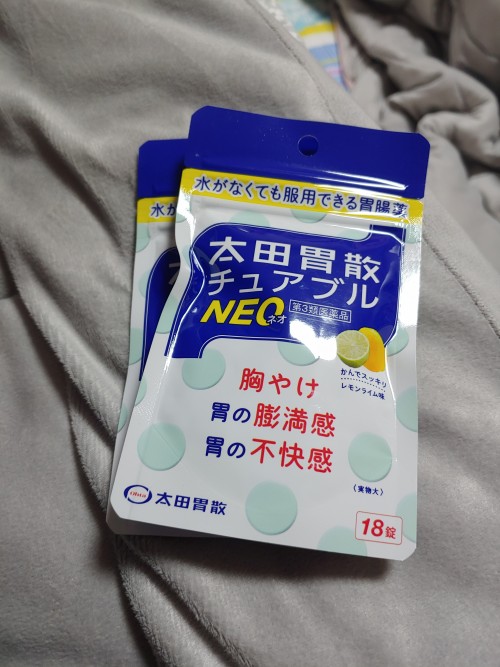 水がなくても服用できる胃腸薬
太田胃散
チュアブル
NEO ネオ 第3類医薬品
かんでスッキリ
レモンライム味
胸やけ
胃の膨満感
胃の不快感
(実物大)
太田胃散
18錠
水が